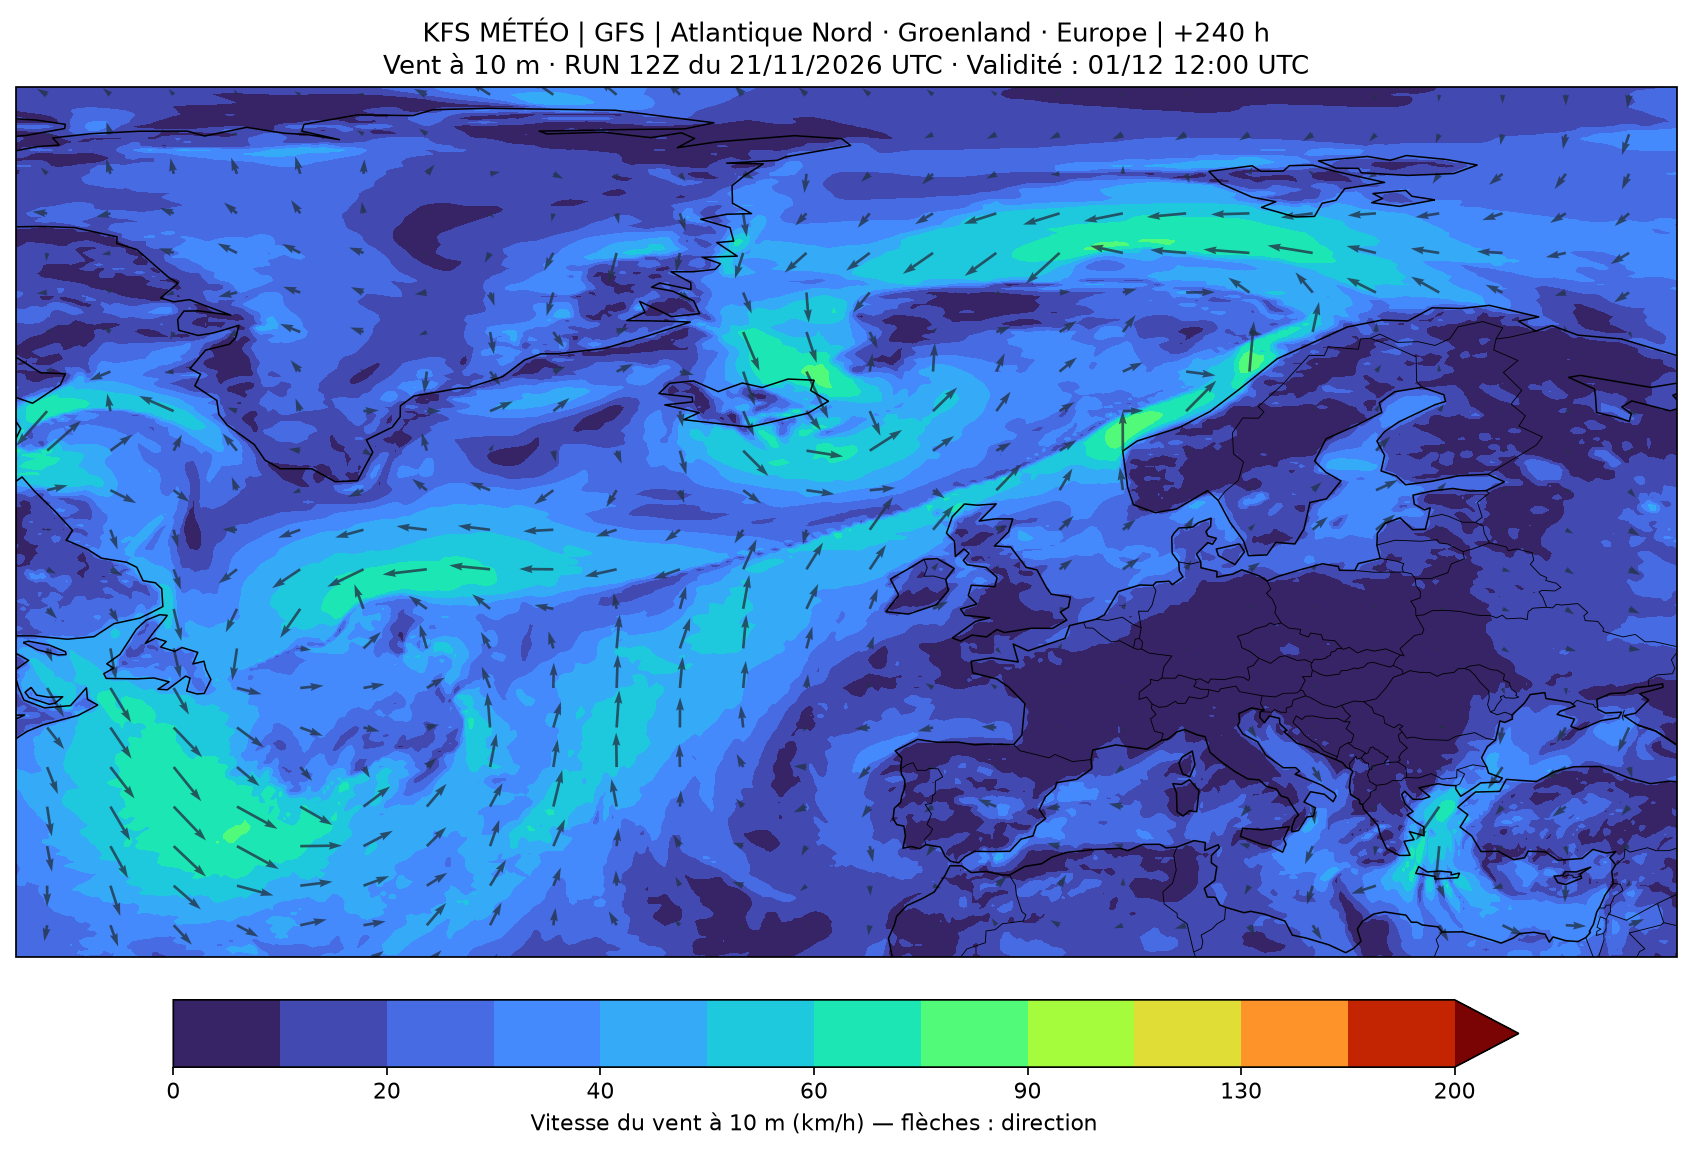 KFS MÉTÉO | GFS | Atlantique Nord · Groenland · Europe | +240 h
Vent à 10 m · RUN 12Z du 21/11/2026 UTC · Validité : 01/12 12:00 UTC
0 20 40 60 90 130 200
Vitesse du vent à 10 m (km/h) — flèches : direction